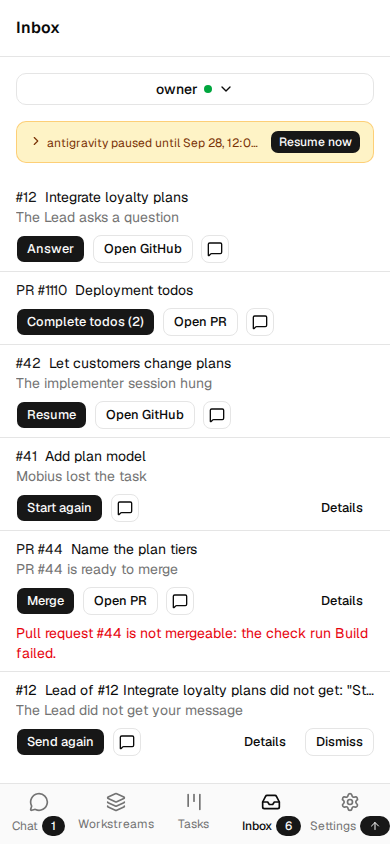 Inbox
owner
antigravity paused until Sep 28, 12:0... Resume now
#12 Integrate loyalty plans
The Lead asks a question
Answer Open GitHub
PR #1110 Deployment todos
Complete todos (2) Open PR
#42 Let customers change plans
The implementer session hung
Resume Open GitHub
#41 Add plan model
Mobius lost the task
Start again Details
PR #44 Name the plan tiers
PR #44 is ready to merge
Merge Open PR Details
Pull request #44 is not mergeable: the check run Build
failed.
#12 Lead of #12 Integrate loyalty plans did not get: "St...
The Lead did not get your message
Send again Details Dismiss
Chat 1 Workstreams Tasks Inbox 6 Settings